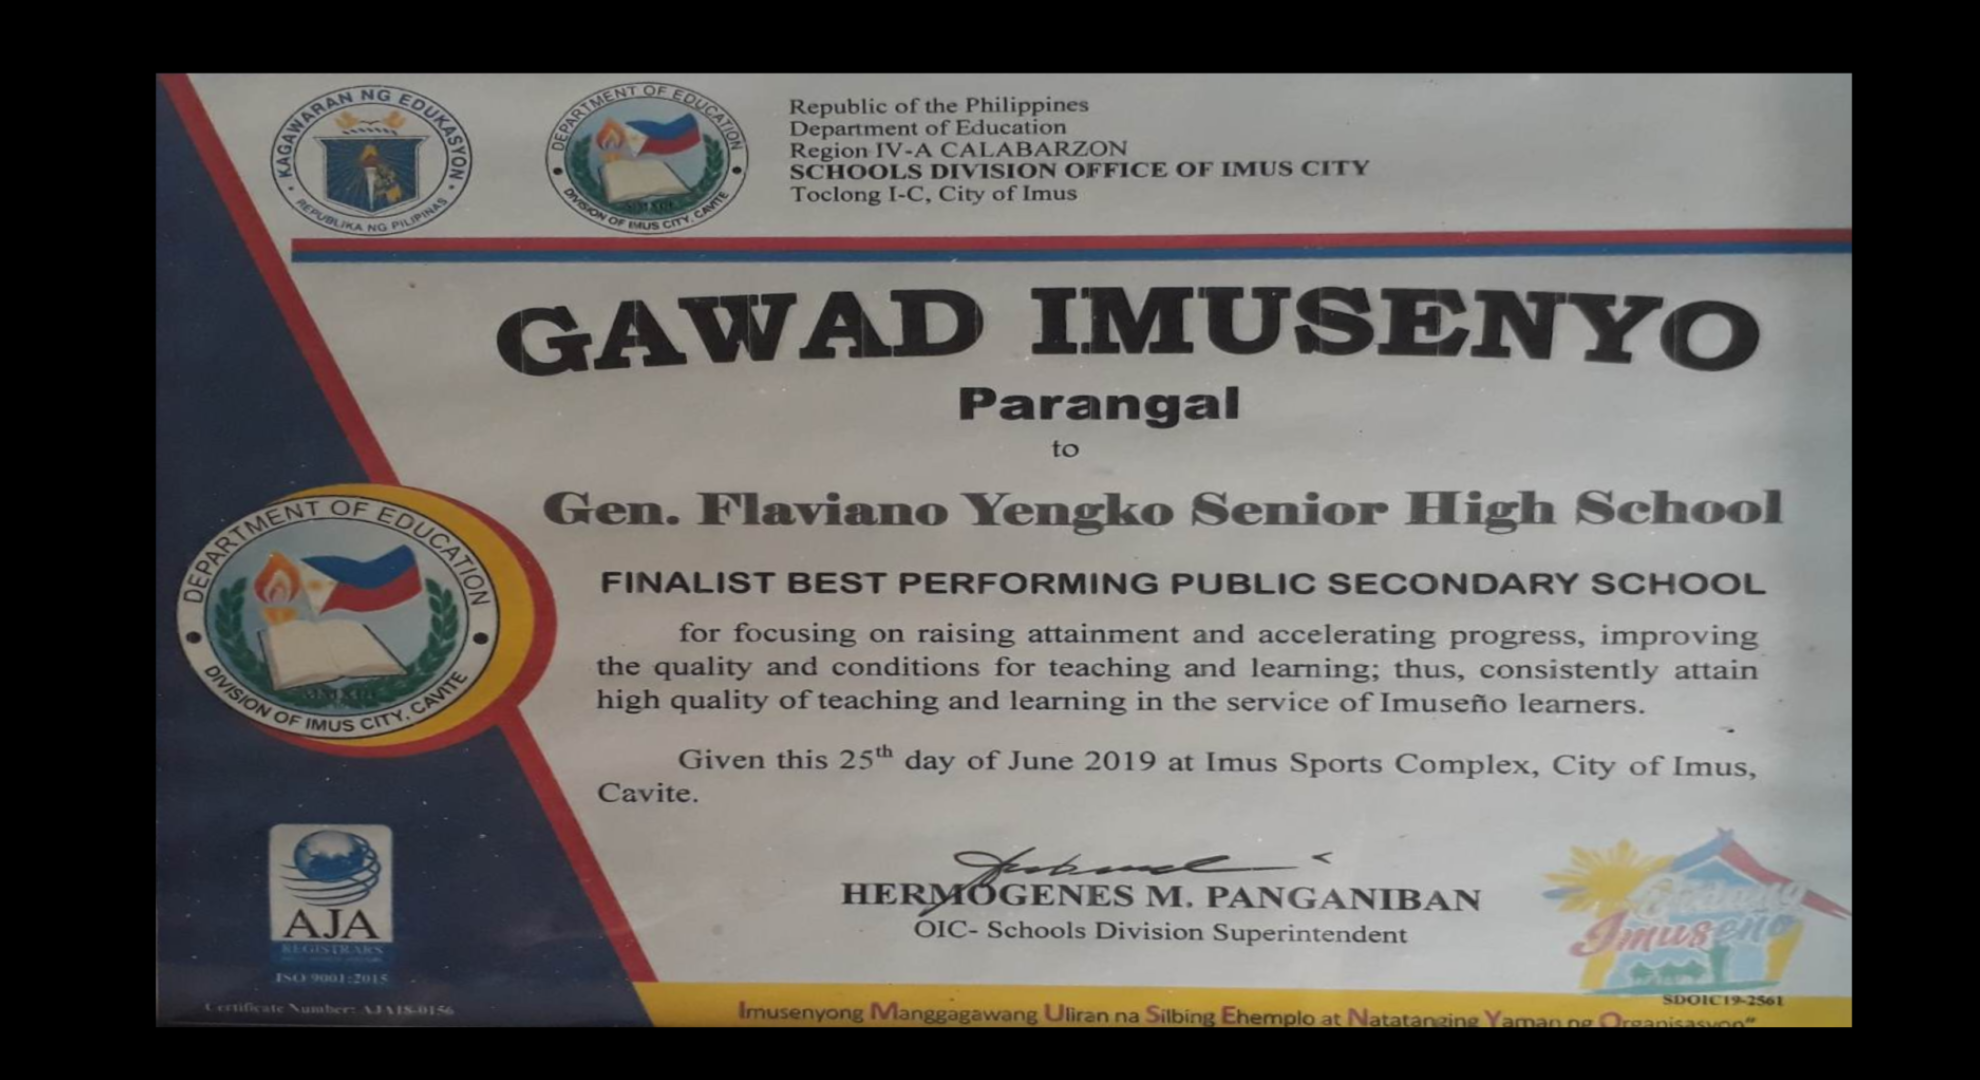 KAGAWARAN NG EDUKASYON
REPUBLIKA NG PILIPINAS
DEPARTMENT OF EDUCATION
DIVISION OF IMUS CITY, CAVITE
Republic of the Philippines
Department of Education
Region IV-A CALABARZON
SCHOOLS DIVISION OFFICE OF IMUS CITY
Toclong I-C, City of Imus
GAWAD IMUSENYO
Parangal
to
Gen. Flaviano Yengko Senior High School
FINALIST BEST PERFORMING PUBLIC SECONDARY SCHOOL
for focusing on raising attainment and accelerating progress, improving
the quality and conditions for teaching and learning; thus, consistently attain
high quality of teaching and learning in the service of Imuseño learners.
Given this 25th day of June 2019 at Imus Sports Complex, City of Imus,
Cavite.
DEPARTMENT OF EDUCATION
DIVISION OF IMUS CITY, CAVITE
HERMOGENES M. PANGANIBAN
OIC- Schools Division Superintendent
AJA
REGISTRARS
ISO 9001:2015
Certificate Number: AJA18-0156
Imuseño
SDOIC19-2561
Imusenyong Manggagawang Uliran na Silbing Ehemplo at Natatanging Yaman ng Organisasyon"